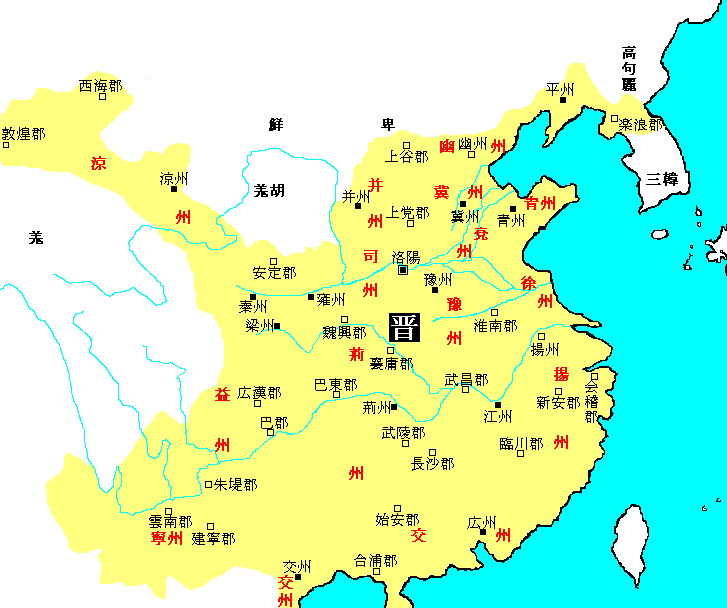 高句麗
平州
西海郡
楽浪郡
鮮
卑
敦煌郡
幽
幽州
州
上谷郡
涼
三韓
涼州
羌胡
并
冀
州
并州
青州
州
上党郡
冀州
青州
羌
兗
州
司
洛陽
安定郡
州
豫州
徐
州
秦州
雍州
豫
梁州
魏興郡
晋
州
淮南郡
荊
襄庸郡
揚州
益
巴東郡
武昌郡
揚
広漢郡
荊州
江州
新安郡
会稽郡
巴郡
州
武陵郡
臨川郡
州
長沙郡
州
朱堤郡
雲南郡
始安郡
広州
寧州
建寧郡
交
州
交州
合浦郡
交州